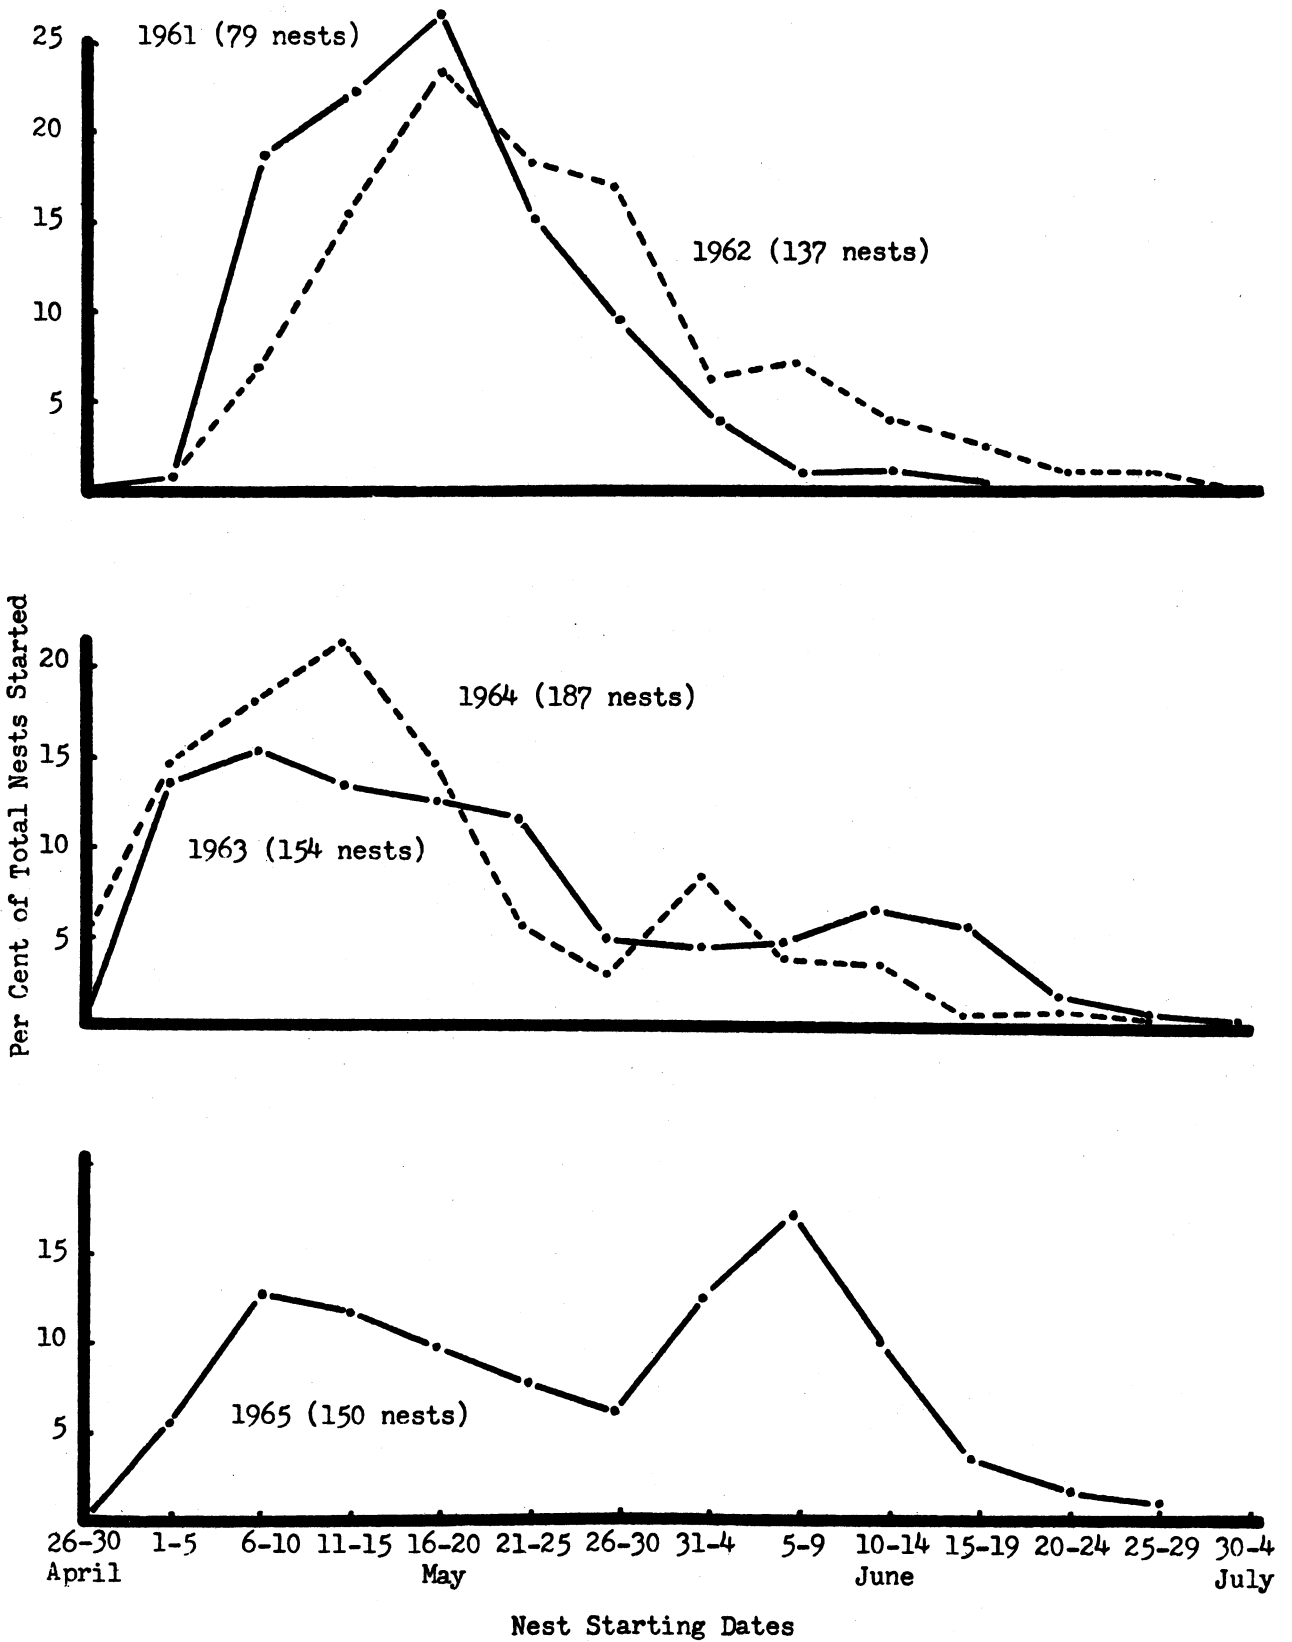 25
1961 (79 nests)
20
15
1962 (137 nests)
10
5
Per Cent of Total Nests Started
20
1964 (187 nests)
15
10
1963 (154 nests)
5
15
10
1965 (150 nests)
5
26-30 1-5 6-10 11-15 16-20 21-25 26-30 31-4 5-9 10-14 15-19 20-24 25-29 30-4
April May June July
Nest Starting Dates